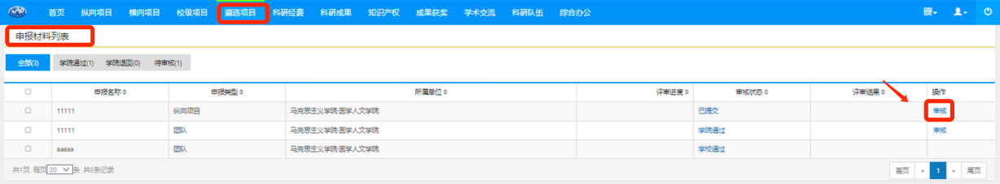 首页 纵向项目 横向项目 校级项目 遴选项目 科研经费 科研成果 知识产权 成果获奖 学术交流 科研队伍 综合办公
申报材料列表
全部(3) 学院通过(1) 学院退回(0) 待审核(1)
申报名称 申报类型 所属单位 评审进度 审核状态 评审结果 操作
11111 纵向项目 马克思主义学院·医学人文学院 已提交 审核
11111 团队 马克思主义学院·医学人文学院 学院通过 审核
aaaaa 团队 马克思主义学院·医学人文学院 学校通过
共1页 每页 20 条 共3条记录 首页 « 1 » 尾页